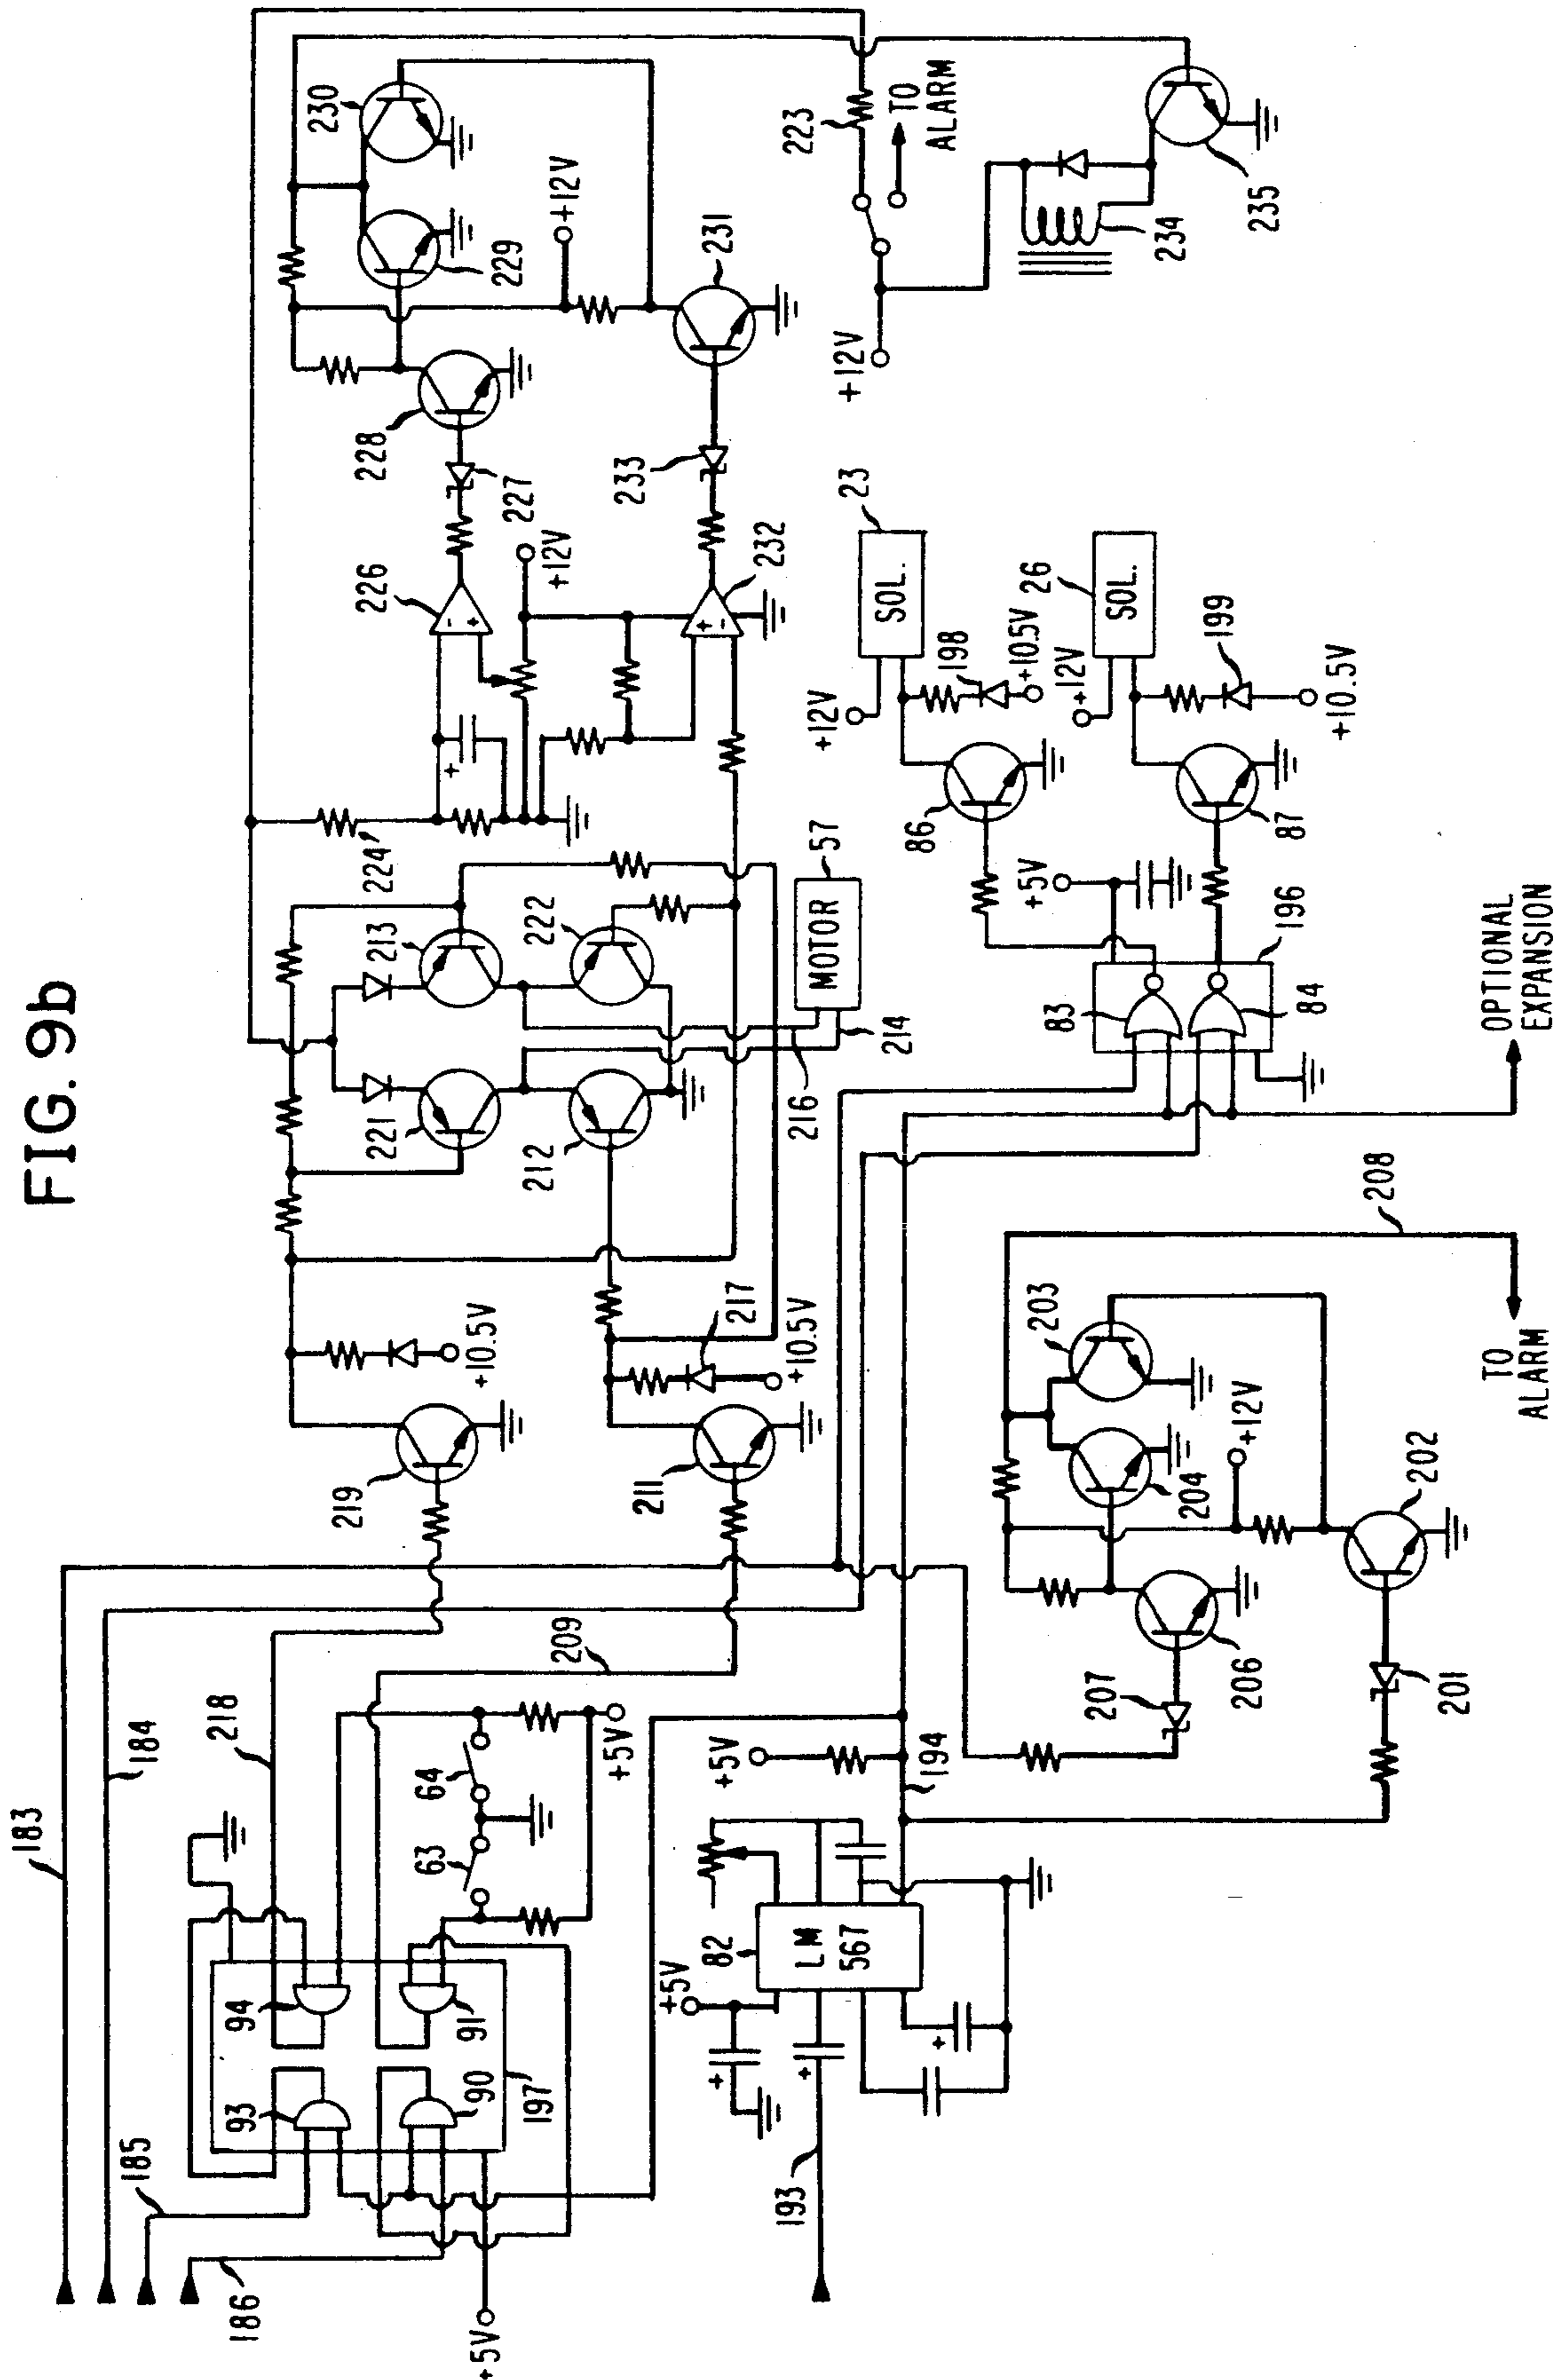 FIG. 9b
183
184
185
186
+5V
93
94
90
91
197
218
209
63
64
+5V
219
211
+10.5V
217
+10.5V
221
213
212
222
216
214
MOTOR
57
224
226
227
+12V
232
233
228
229
230
+12V
231
223
TO
ALARM
+12V
234
235
193
+5V
82
LM
567
+5V
194
207
206
201
202
204
203
+12V
208
TO
ALARM
OPTIONAL
EXPANSION
83
84
196
+5V
86
87
+12V
SOL.
23
198
+10.5V
+12V
SOL.
26
199
+10.5V